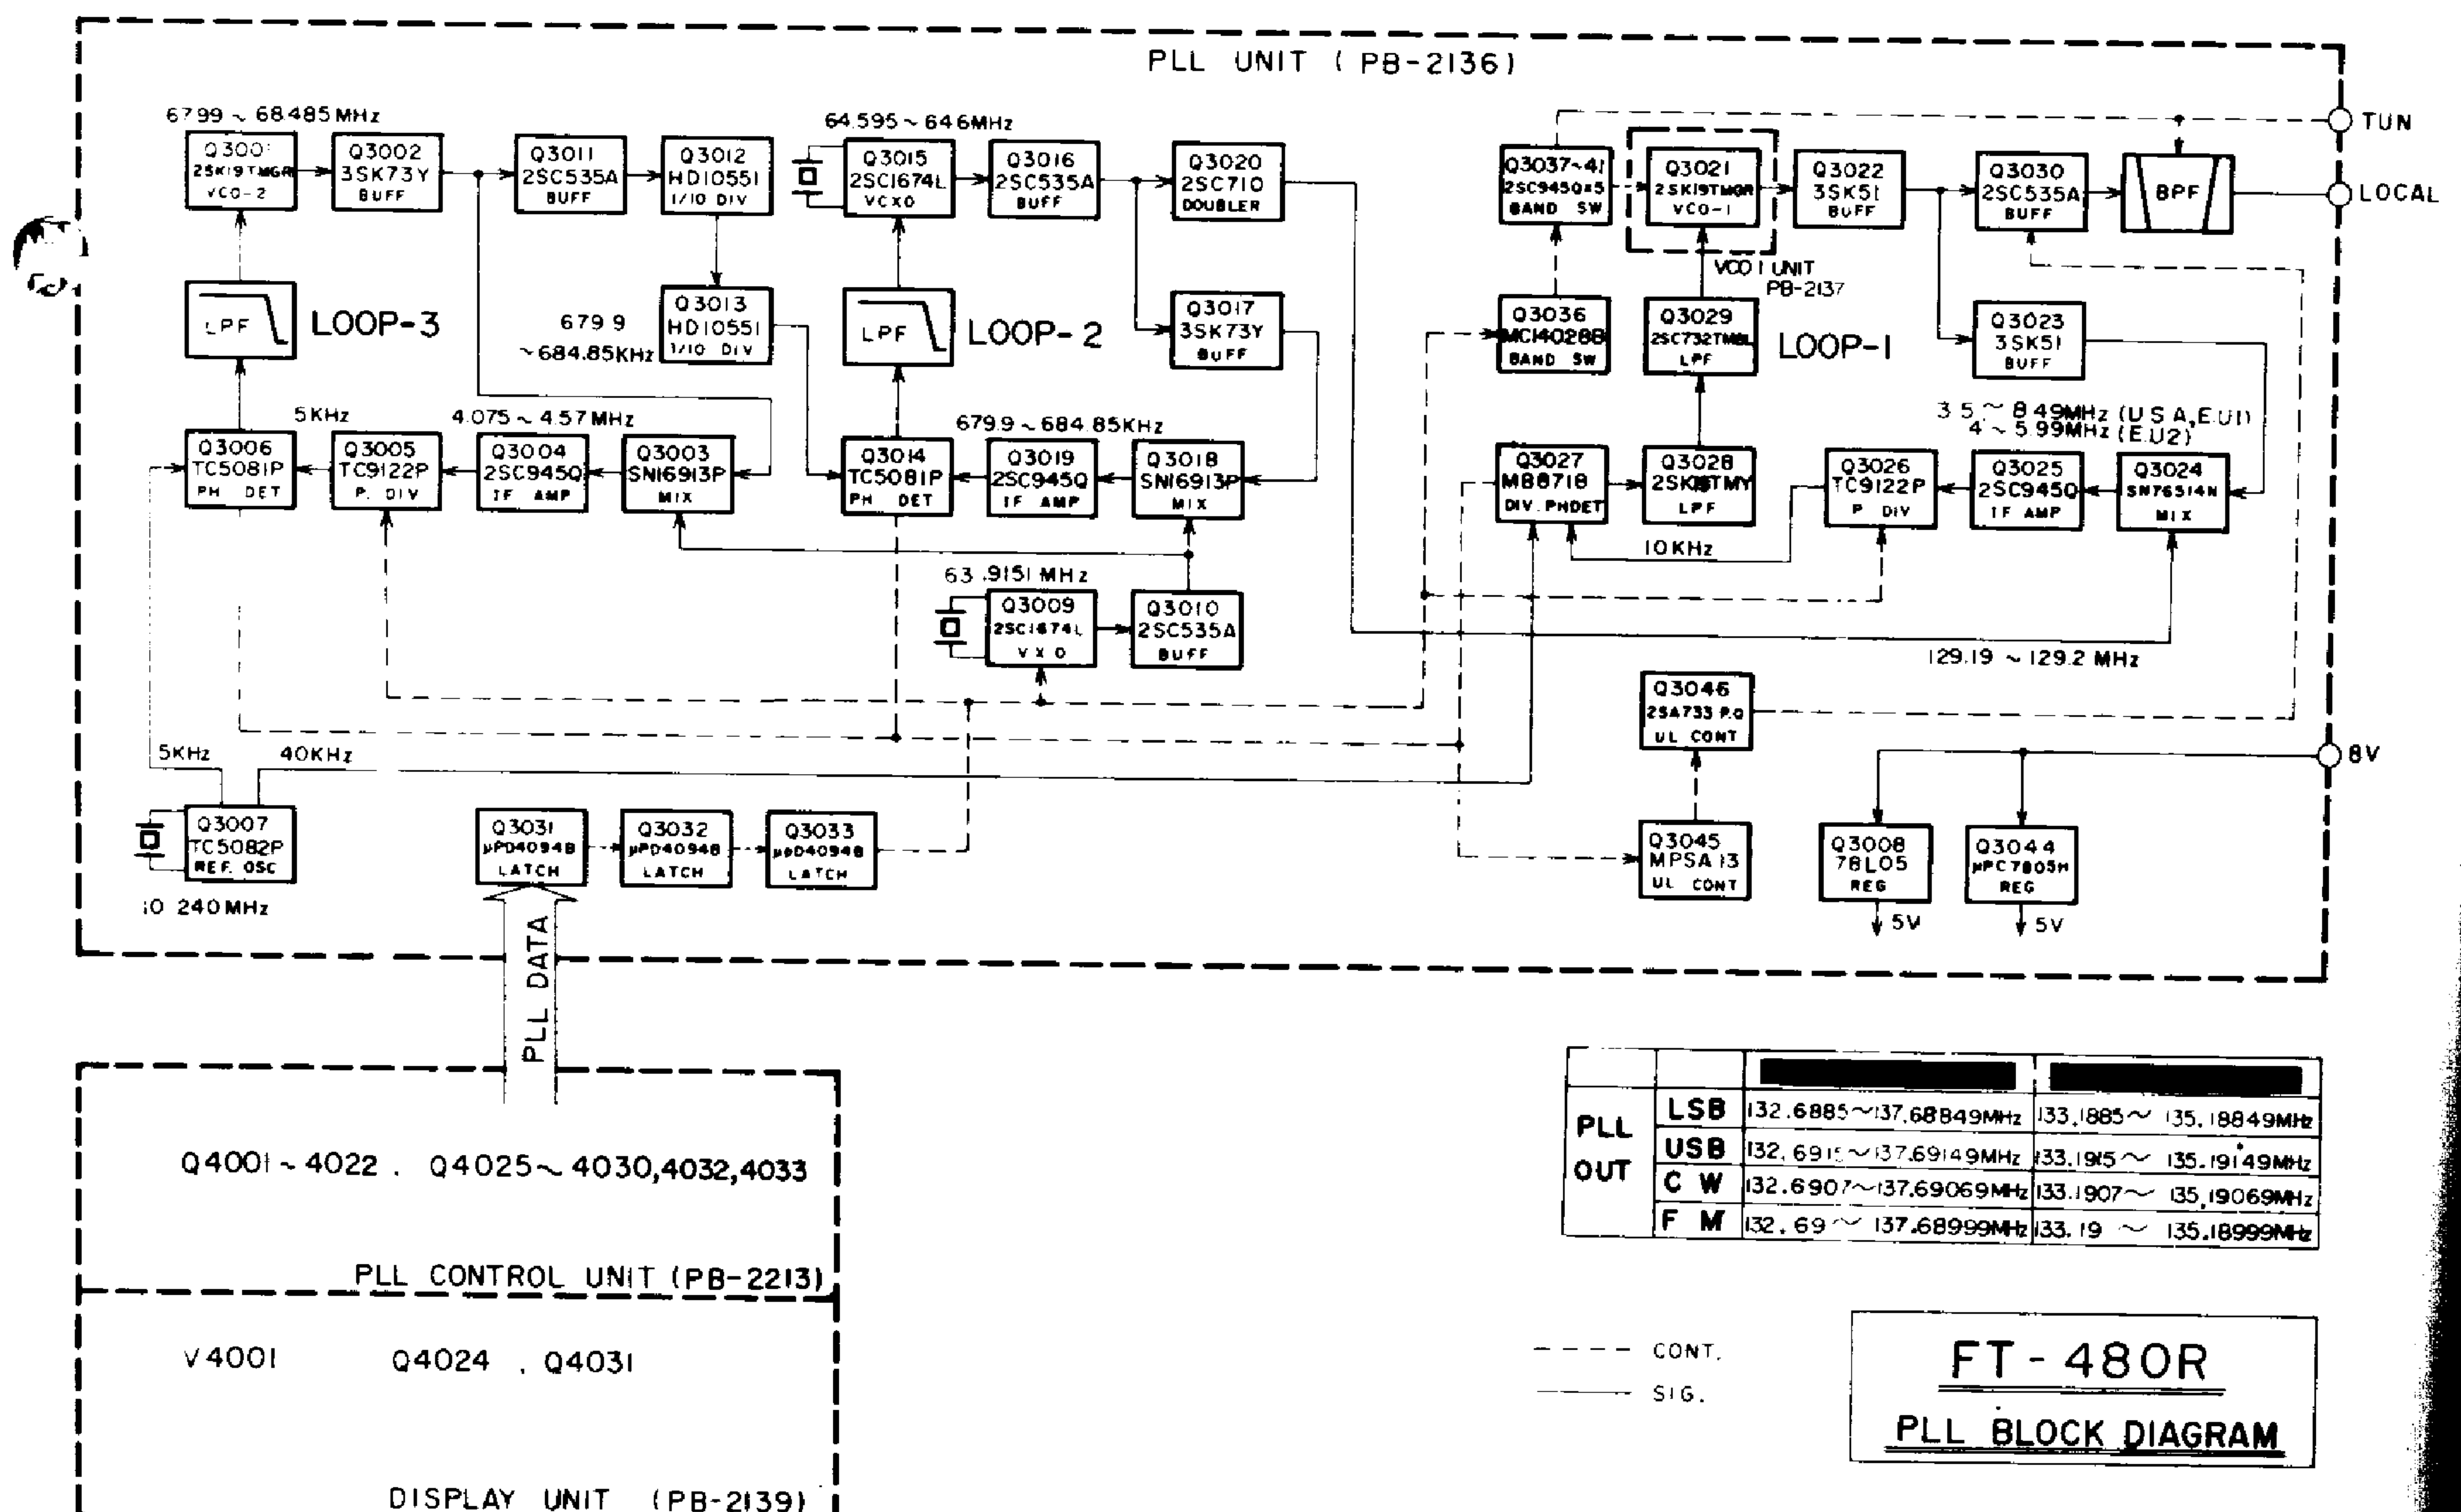 PLL UNIT ( PB-2136)
67.99 ~ 68.485 MHz
Q3001
2SK19TMGR
VCO-2
Q3002
3SK73Y
BUFF
Q3011
2SC535A
BUFF
Q3012
HD10551
1/10 DIV
64.595 ~ 64.6MHz
Q3015
2SC1674L
VCXO
Q3016
2SC535A
BUFF
Q3020
2SC710
DOUBLER
Q3037~41
2SC945Q×5
BAND SW
Q3021
2SK19TMGR
VCO-1
Q3022
3SK51
BUFF
Q3030
2SC535A
BUFF
BPF
TUN
LOCAL
VCO 1 UNIT
PB-2137
LPF
LOOP-3
679.9
~684.85KHz
Q3013
HD10551
1/10 DIV
LPF
LOOP-2
Q3017
3SK73Y
BUFF
Q3036
MC14028B
BAND SW
Q3029
2SC732TMBL
LPF
LOOP-1
Q3023
3SK51
BUFF
5KHz
4.075 ~ 4.57MHz
679.9 ~ 684.85KHz
3.5 ~ 8.49MHz (U.S.A, E.U1)
4 ~ 5.99MHz (E.U2)
Q3006
TC5081P
PH DET
Q3005
TC9122P
P. DIV
Q3004
2SC945Q
IF AMP
Q3003
SN16913P
MIX
Q3014
TC5081P
PH DET
Q3019
2SC945Q
IF AMP
Q3018
SN16913P
MIX
Q3027
MB8718
DIV. PHDET
Q3028
LPF
Q3026
TC9122P
P DIV
Q3025
2SC945Q
IF AMP
Q3024
SN76514N
MIX
10KHz
63.9151 MHz
Q3009
2SC1674L
VXO
Q3010
2SC535A
BUFF
129.19 ~ 129.2 MHz
Q3046
2SA733 P.Q
UL CONT
5KHz
40KHz
8V
Q3007
TC5082P
REF. OSC
10.240MHz
Q3031
μPD4094B
LATCH
Q3032
μPD4094B
LATCH
Q3033
μPD4094B
LATCH
Q3045
MPSA13
UL CONT
Q3008
78L05
REG
5V
Q3044
μPC7805H
REG
5V
PLL DATA
PLL OUT
LSB 132.6885~137.68849MHz 133.1885~ 135.18849MHz
USB 132.6915~137.69149MHz 133.1915~ 135.19149MHz
C W 132.6907~137.69069MHz 133.1907~ 135.19069MHz
F M 132.69 ~ 137.68999MHz 133.19 ~ 135.18999MHz
Q4001~4022 . Q4025~4030,4032,4033
PLL CONTROL UNIT (PB-2213)
V4001 Q4024 . Q4031
DISPLAY UNIT (PB-2139)
CONT.
SIG.
FT-480R
PLL BLOCK DIAGRAM